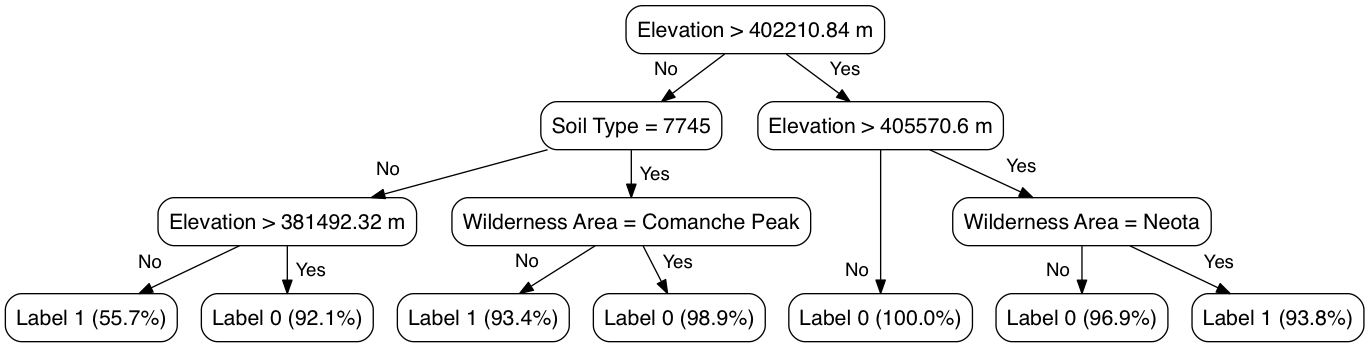 Elevation > 402210.84 m
No
Yes
Soil Type = 7745
Elevation > 405570.6 m
No
Yes
Yes
Elevation > 381492.32 m
Wilderness Area = Comanche Peak
Wilderness Area = Neota
No
Yes
No
Yes
No
No
Yes
Label 1 (55.7%)
Label 0 (92.1%)
Label 1 (93.4%)
Label 0 (98.9%)
Label 0 (100.0%)
Label 0 (96.9%)
Label 1 (93.8%)